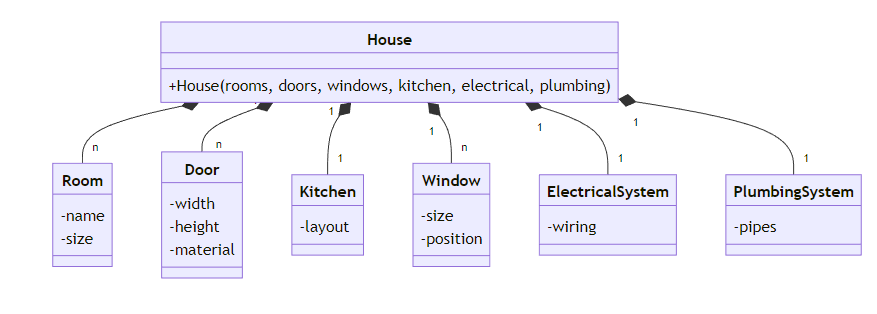 House
+House(rooms, doors, windows, kitchen, electrical, plumbing)
1
1
1
1
n
n
1
n
1
1
Room
-name
-size
Door
-width
-height
-material
Kitchen
-layout
Window
-size
-position
ElectricalSystem
-wiring
PlumbingSystem
-pipes